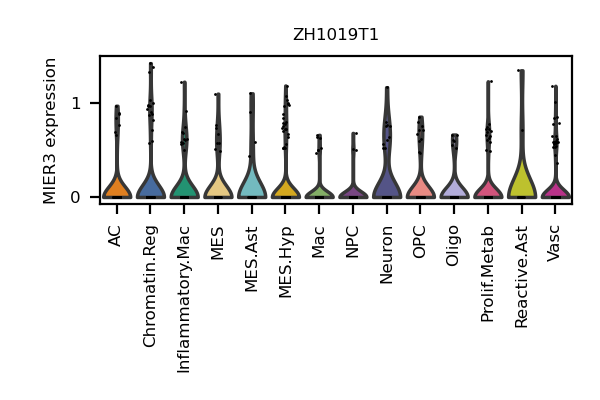 ZH1019T1
MIER3 expression
1
0
AC
Chromatin.Reg
Inflammatory.Mac
MES
MES.Ast
MES.Hyp
Mac
NPC
Neuron
OPC
Oligo
Prolif.Metab
Reactive.Ast
Vasc